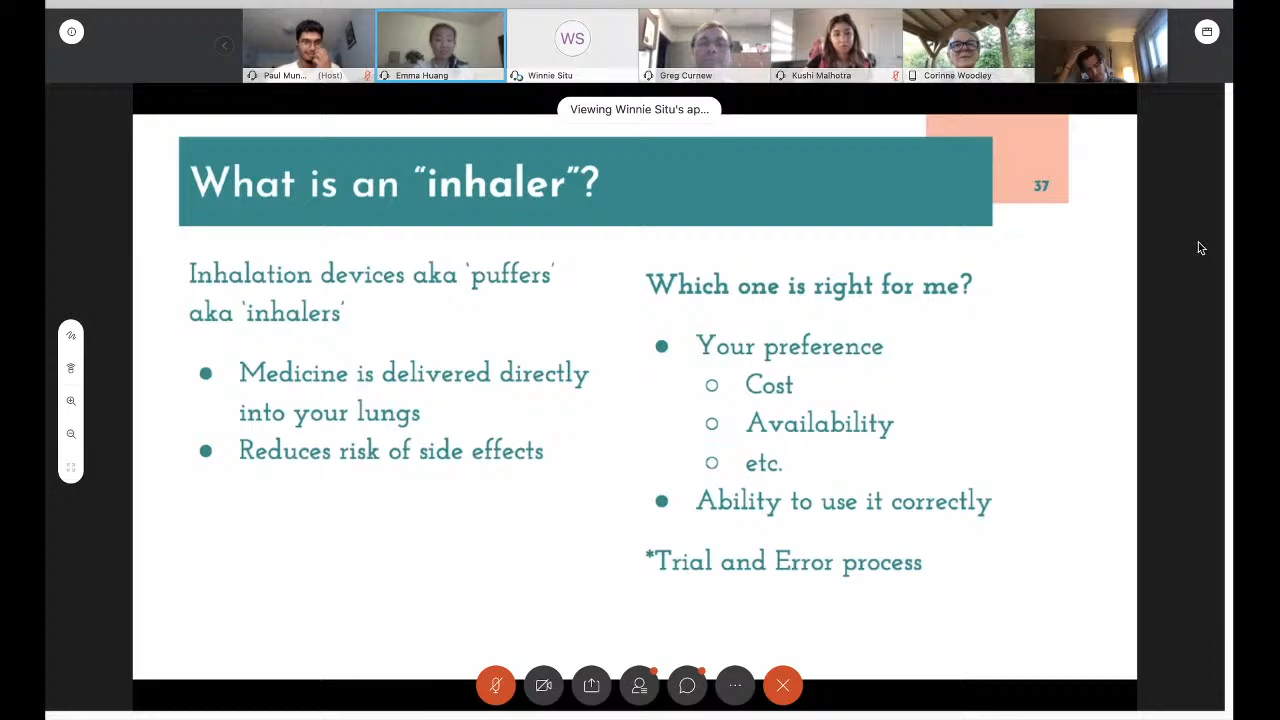 WS
Paul Mun... (Host)
Emma Huang
Winnie Situ
Greg Curnew
Kushi Malhotra
Corinne Woodley
Viewing Winnie Situ's ap...
What is an “inhaler”?
37
Inhalation devices aka ‘puffers’
aka ‘inhalers’
● Medicine is delivered directly
into your lungs
● Reduces risk of side effects
Which one is right for me?
● Your preference
○ Cost
○ Availability
○ etc.
● Ability to use it correctly
*Trial and Error process